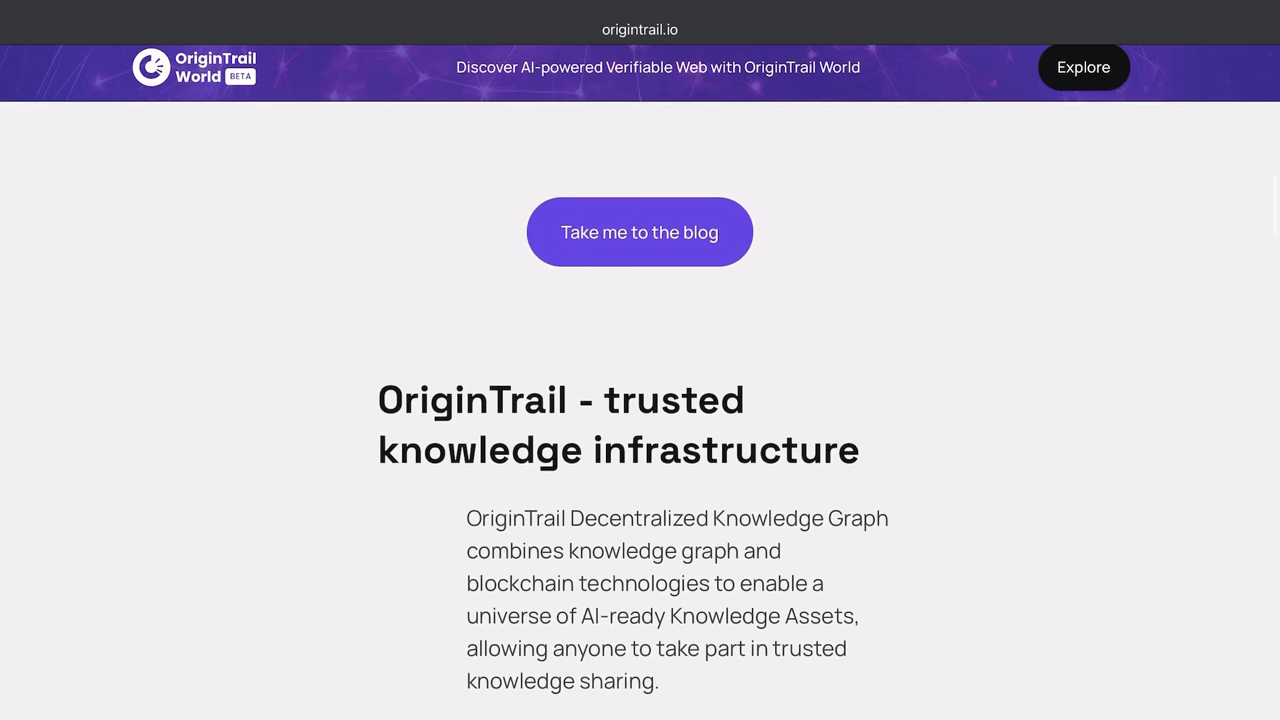 origintrail.io
OriginTrail
World BETA
Discover AI-powered Verifiable Web with OriginTrail World
Explore
Take me to the blog
OriginTrail - trusted
knowledge infrastructure
OriginTrail Decentralized Knowledge Graph
combines knowledge graph and
blockchain technologies to enable a
universe of AI-ready Knowledge Assets,
allowing anyone to take part in trusted
knowledge sharing.